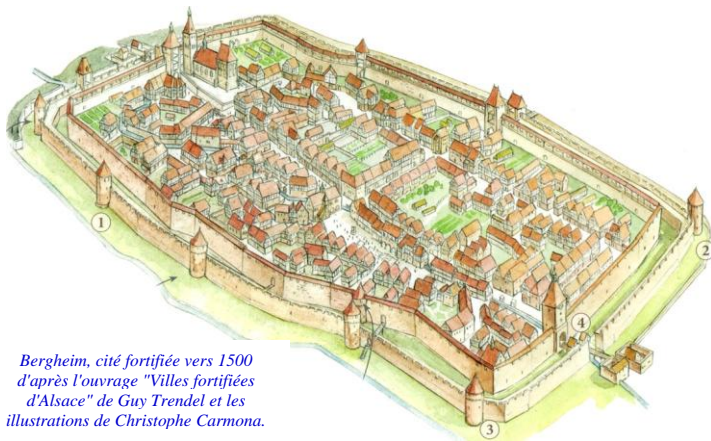 1
2
4
Bergheim, cité fortifiée vers 1500
d'après l'ouvrage "Villes fortifiées
d'Alsace" de Guy Trendel et les
illustrations de Christophe Carmona.
3